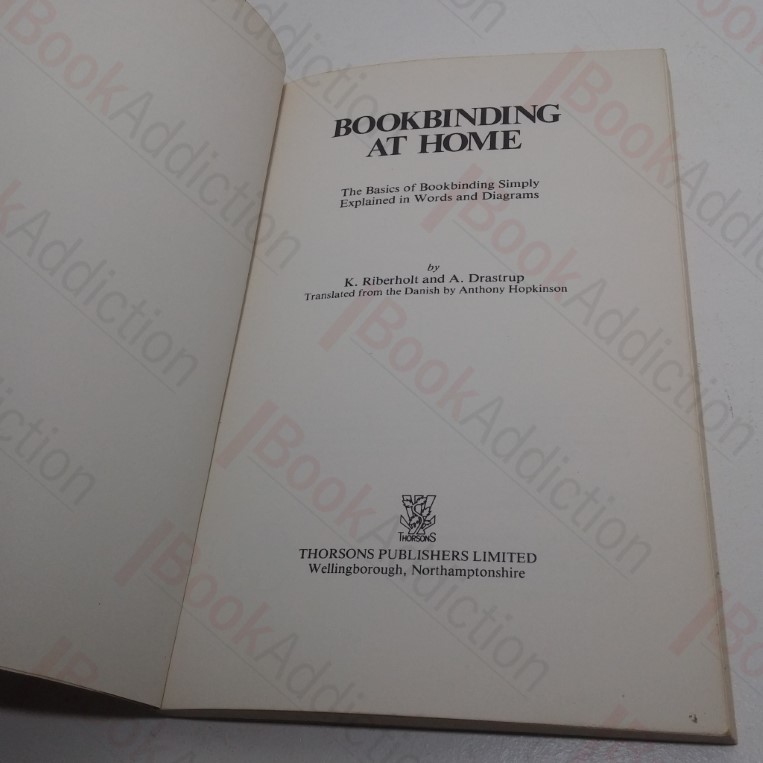 BOOKBINDING
AT HOME
The Basics of Bookbinding Simply
Explained in Words and Diagrams
by
K. Riberholt and A. Drastrup
Translated from the Danish by Anthony Hopkinson
THORSONS
THORSONS PUBLISHERS LIMITED
Wellingborough, Northamptonshire
BookAddiction